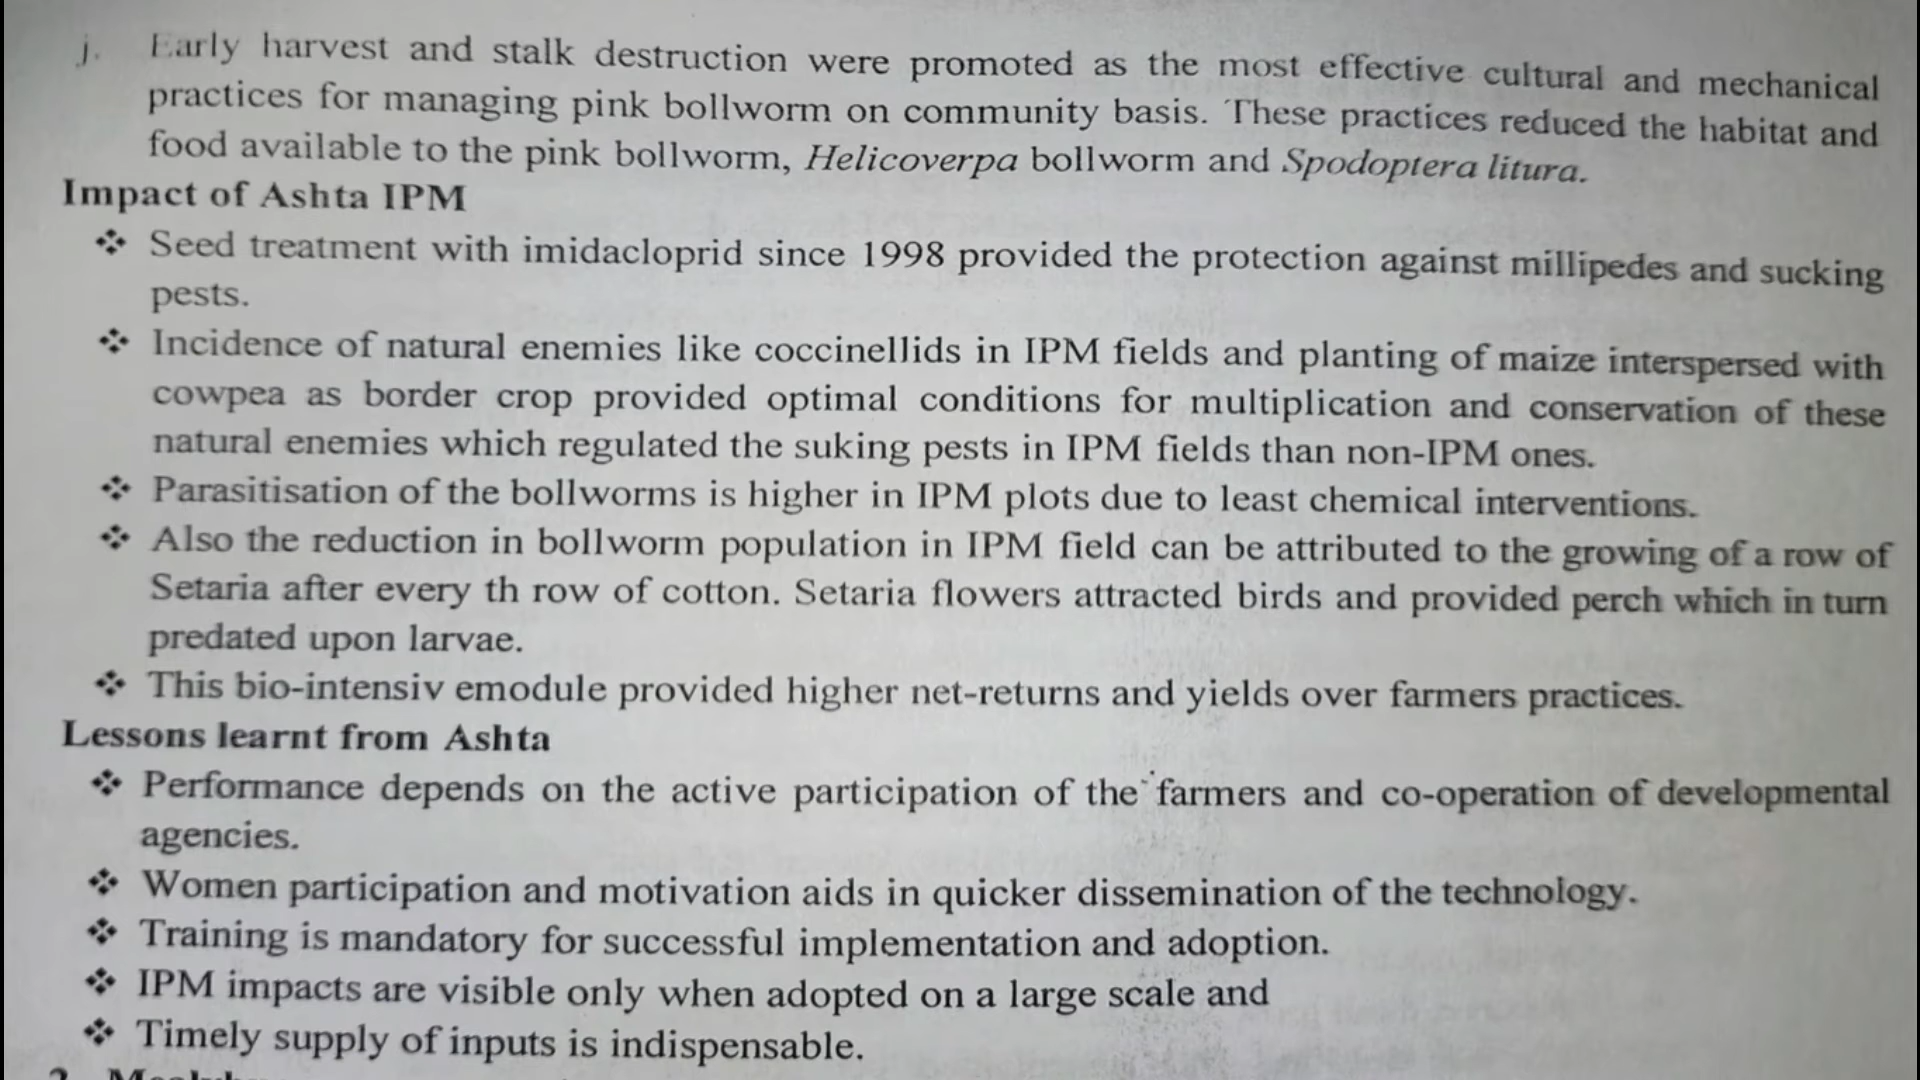 j. Early harvest and stalk destruction were promoted as the most effective cultural and mechanical
practices for managing pink bollworm on community basis. These practices reduced the habitat and
food available to the pink bollworm, Helicoverpa bollworm and Spodoptera litura.
Impact of Ashta IPM
❖ Seed treatment with imidacloprid since 1998 provided the protection against millipedes and sucking
pests.
❖ Incidence of natural enemies like coccinellids in IPM fields and planting of maize interspersed with
cowpea as border crop provided optimal conditions for multiplication and conservation of these
natural enemies which regulated the suking pests in IPM fields than non-IPM ones.
❖ Parasitisation of the bollworms is higher in IPM plots due to least chemical interventions.
❖ Also the reduction in bollworm population in IPM field can be attributed to the growing of a row of
Setaria after every th row of cotton. Setaria flowers attracted birds and provided perch which in turn
predated upon larvae.
❖ This bio-intensiv emodule provided higher net-returns and yields over farmers practices.
Lessons learnt from Ashta
❖ Performance depends on the active participation of the farmers and co-operation of developmental
agencies.
❖ Women participation and motivation aids in quicker dissemination of the technology.
❖ Training is mandatory for successful implementation and adoption.
❖ IPM impacts are visible only when adopted on a large scale and
❖ Timely supply of inputs is indispensable.